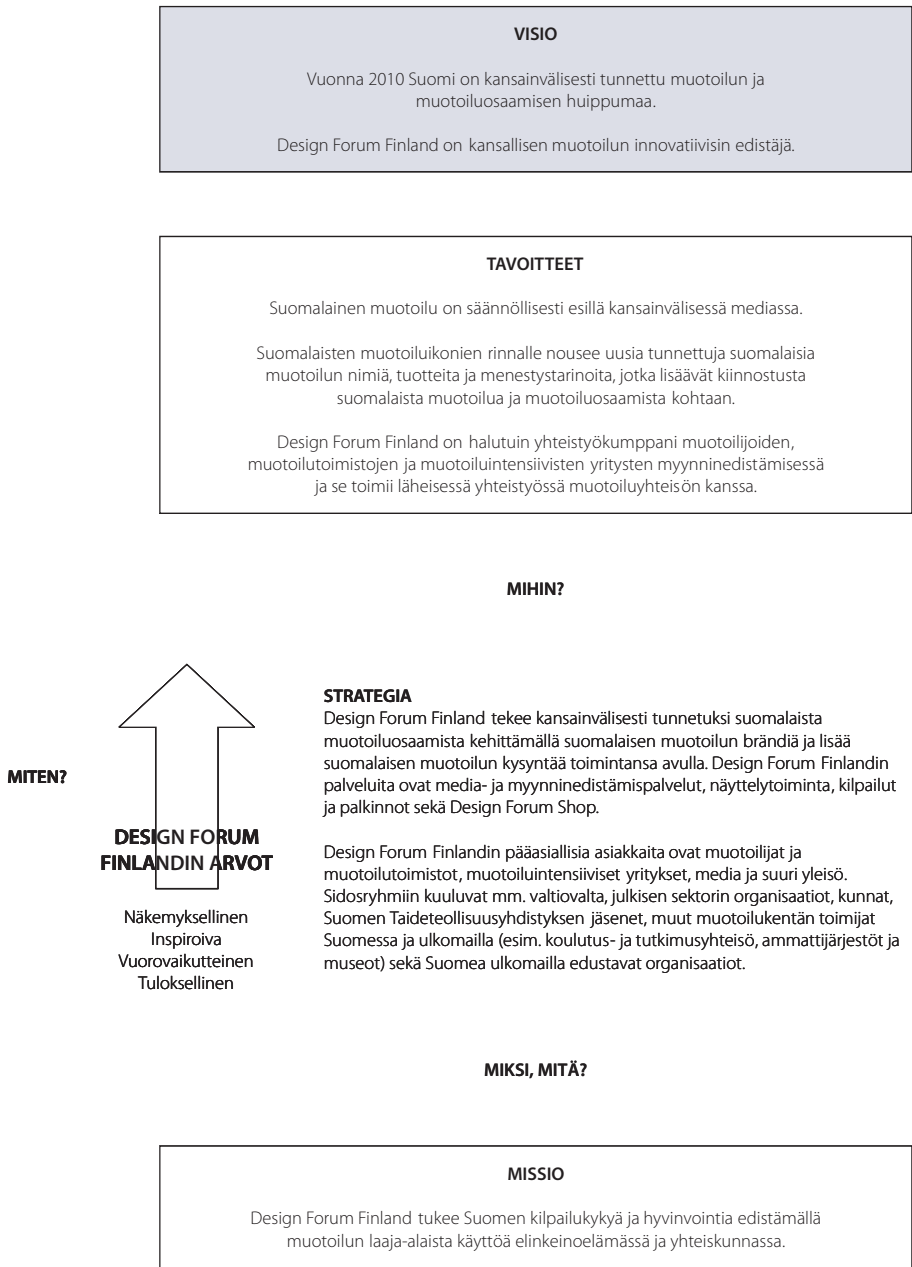 VISIO
Vuonna 2010 Suomi on kansainvälisesti tunnettu muotoilun ja
muotoiluosaamisen huippumaa.
Design Forum Finland on kansallisen muotoilun innovatiivisin edistäjä.
TAVOITTEET
Suomalainen muotoilu on säännöllisesti esillä kansainvälisessä mediassa.
Suomalaisten muotoiluikonien rinnalle nousee uusia tunnettuja suomalaisia
muotoilun nimiä, tuotteita ja menestystarinoita, jotka lisäävät kiinnostusta
suomalaista muotoilua ja muotoiluosaamista kohtaan.
Design Forum Finland on halutuin yhteistyökumppani muotoilijoiden,
muotoilutoimistojen ja muotoiluintensiivisten yritysten myynninedistämisessä
ja se toimii läheisessä yhteistyössä muotoiluyhteisön kanssa.
MIHIN?
MITEN?
DESIGN FORUM
FINLANDIN ARVOT
Näkemyksellinen
Inspiroiva
Vuorovaikutteinen
Tuloksellinen
STRATEGIA
Design Forum Finland tekee kansainvälisesti tunnetuksi suomalaista
muotoiluosaamista kehittämällä suomalaisen muotoilun brändiä ja lisää
suomalaisen muotoilun kysyntää toimintansa avulla. Design Forum Finlandin
palveluita ovat media- ja myynninedistämispalvelut, näyttelytoiminta, kilpailut
ja palkinnot sekä Design Forum Shop.
Design Forum Finlandin pääasiallisia asiakkaita ovat muotoilijat ja
muotoilutoimistot, muotoiluintensiiviset yritykset, media ja suuri yleisö.
Sidosryhmiin kuuluvat mm. valtiovalta, julkisen sektorin organisaatiot, kunnat,
Suomen Taideteollisuusyhdistyksen jäsenet, muut muotoilukentän toimijat
Suomessa ja ulkomailla (esim. koulutus- ja tutkimusyhteisö, ammattijärjestöt ja
museot) sekä Suomea ulkomailla edustavat organisaatiot.
MIKSI, MITÄ?
MISSIO
Design Forum Finland tukee Suomen kilpailukykyä ja hyvinvointia edistämällä
muotoilun laaja-alaista käyttöä elinkeinoelämässä ja yhteiskunnassa.